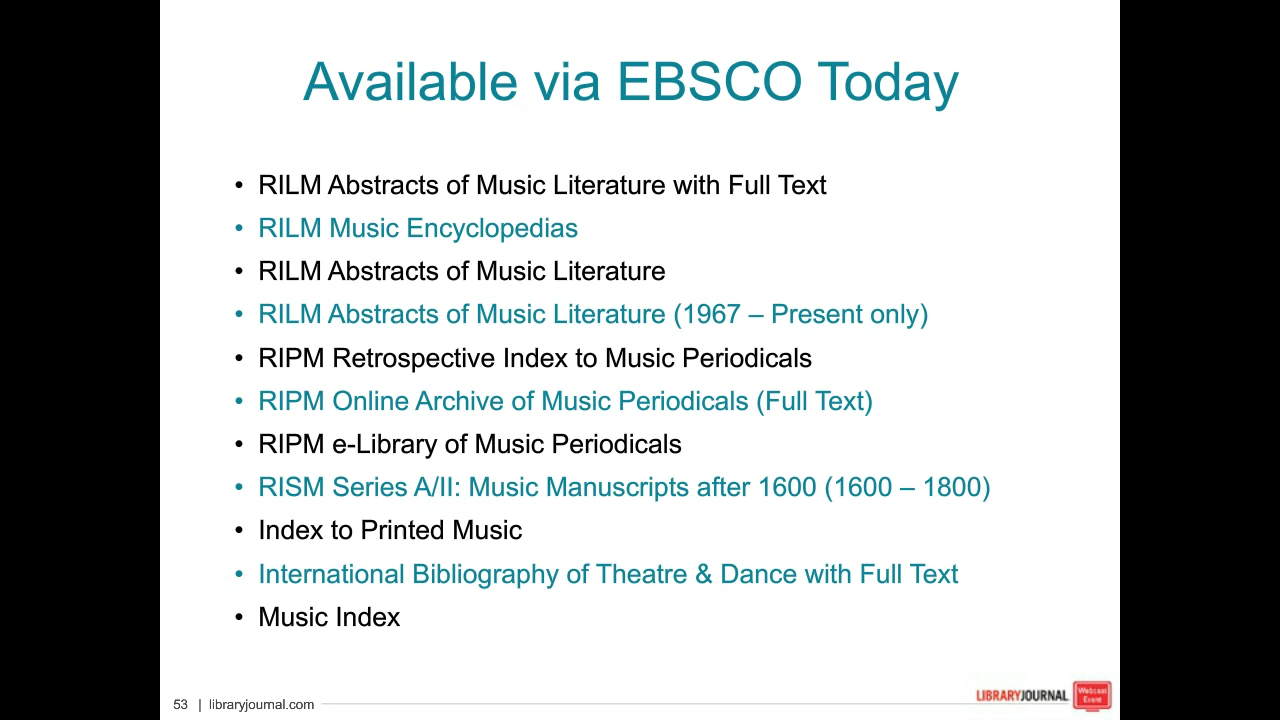 Available via EBSCO Today
• RILM Abstracts of Music Literature with Full Text
• RILM Music Encyclopedias
• RILM Abstracts of Music Literature
• RILM Abstracts of Music Literature (1967 – Present only)
• RIPM Retrospective Index to Music Periodicals
• RIPM Online Archive of Music Periodicals (Full Text)
• RIPM e-Library of Music Periodicals
• RISM Series A/II: Music Manuscripts after 1600 (1600 – 1800)
• Index to Printed Music
• International Bibliography of Theatre & Dance with Full Text
• Music Index
53 | libraryjournal.com
LIBRARYJOURNAL
Webcast
Event